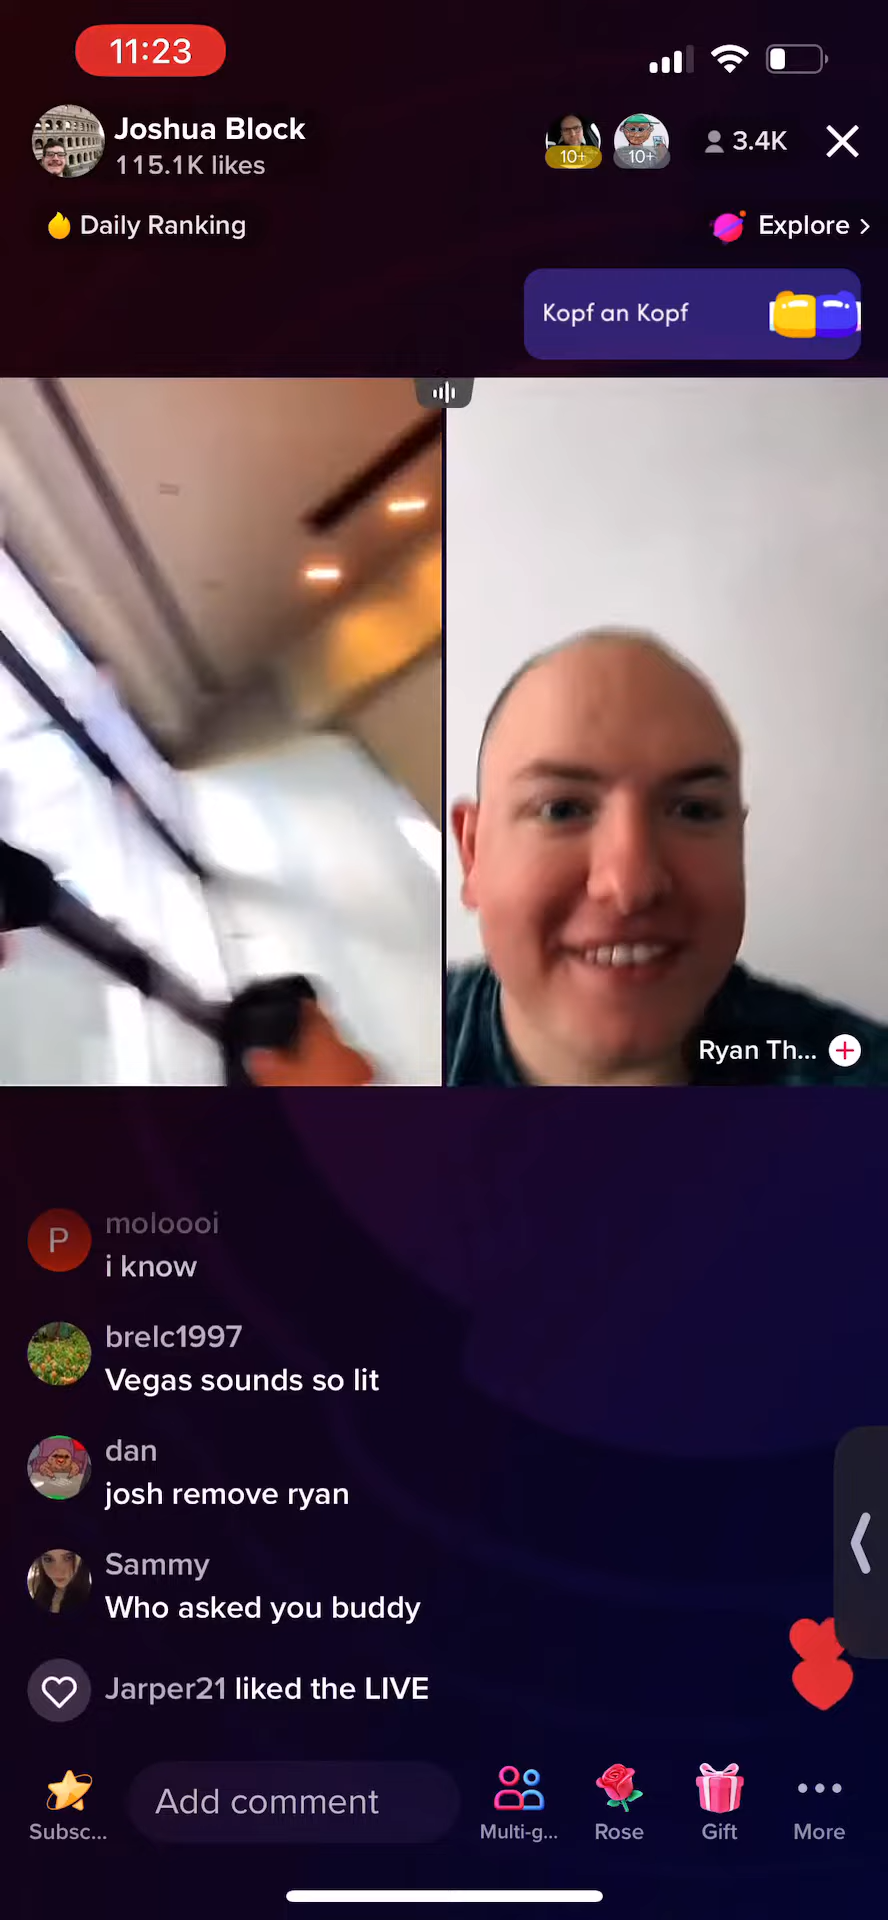 11:23
Joshua Block
115.1K likes
10+
10+
3.4K
Daily Ranking
Explore >
Kopf an Kopf
Ryan Th...
P
moloooi
i know
brelc1997
Vegas sounds so lit
dan
josh remove ryan
Sammy
Who asked you buddy
Jarper21 liked the LIVE
Add comment
Subsc...
Multi-g...
Rose
Gift
More